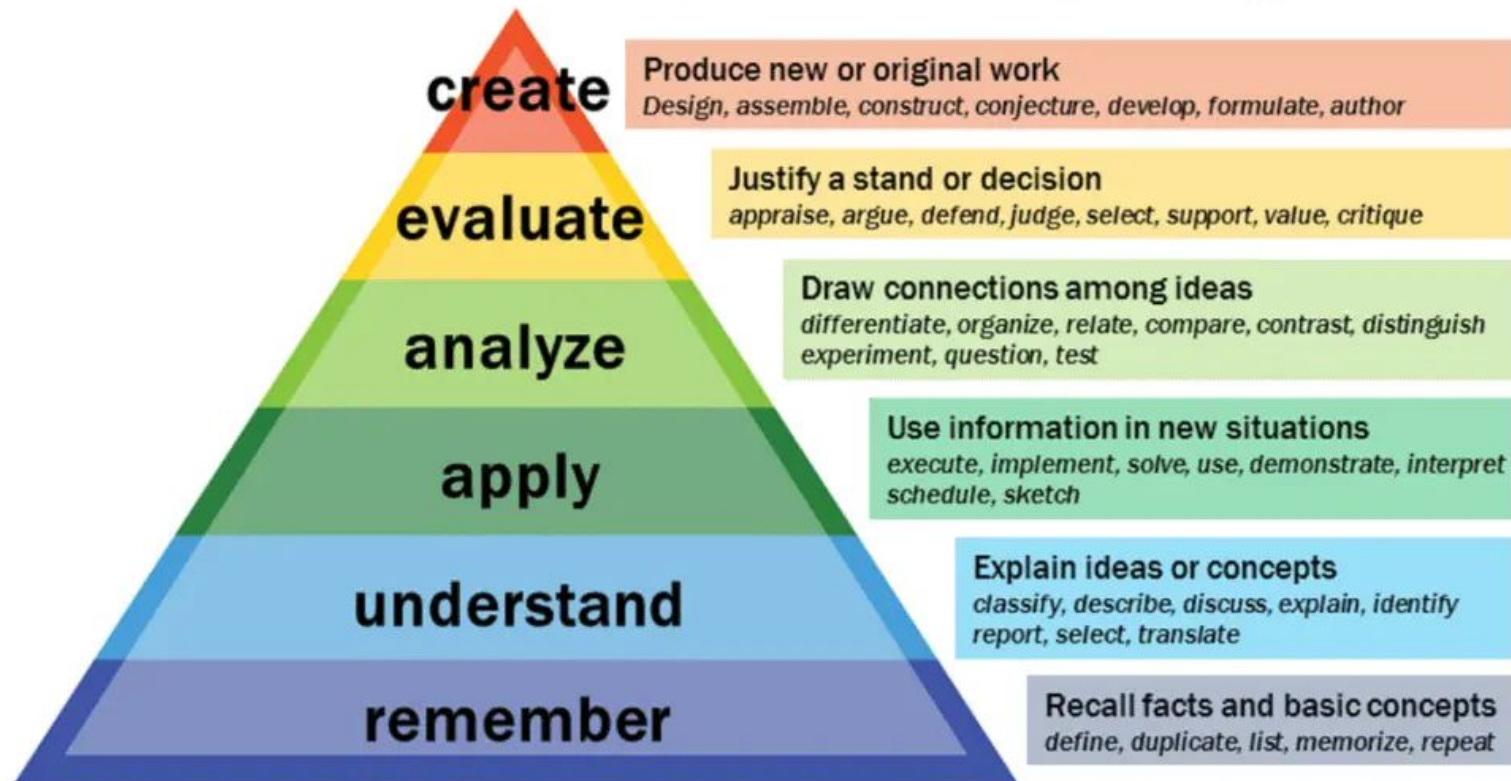 create
Produce new or original work
Design, assemble, construct, conjecture, develop, formulate, author
evaluate
Justify a stand or decision
appraise, argue, defend, judge, select, support, value, critique
analyze
Draw connections among ideas
differentiate, organize, relate, compare, contrast, distinguish
experiment, question, test
apply
Use information in new situations
execute, implement, solve, use, demonstrate, interpret
schedule, sketch
understand
Explain ideas or concepts
classify, describe, discuss, explain, identify
report, select, translate
remember
Recall facts and basic concepts
define, duplicate, list, memorize, repeat